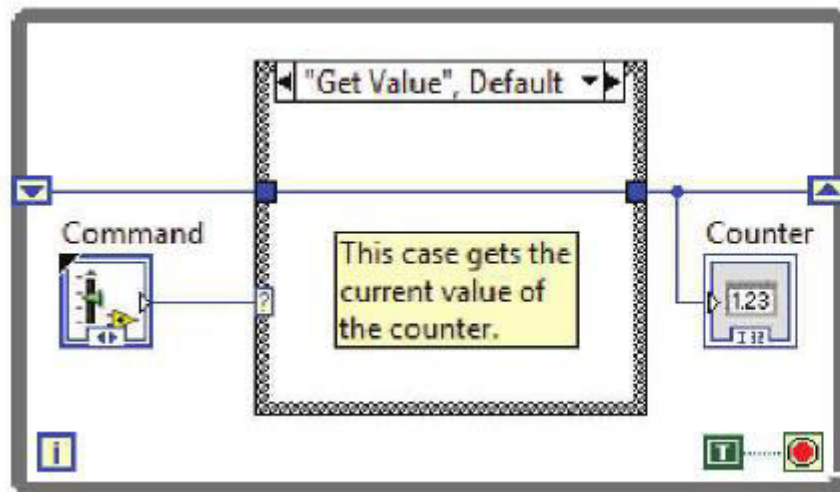 "Get Value", Default
Command
This case gets the
current value of
the counter.
Counter
?
1.23
I32
i
T